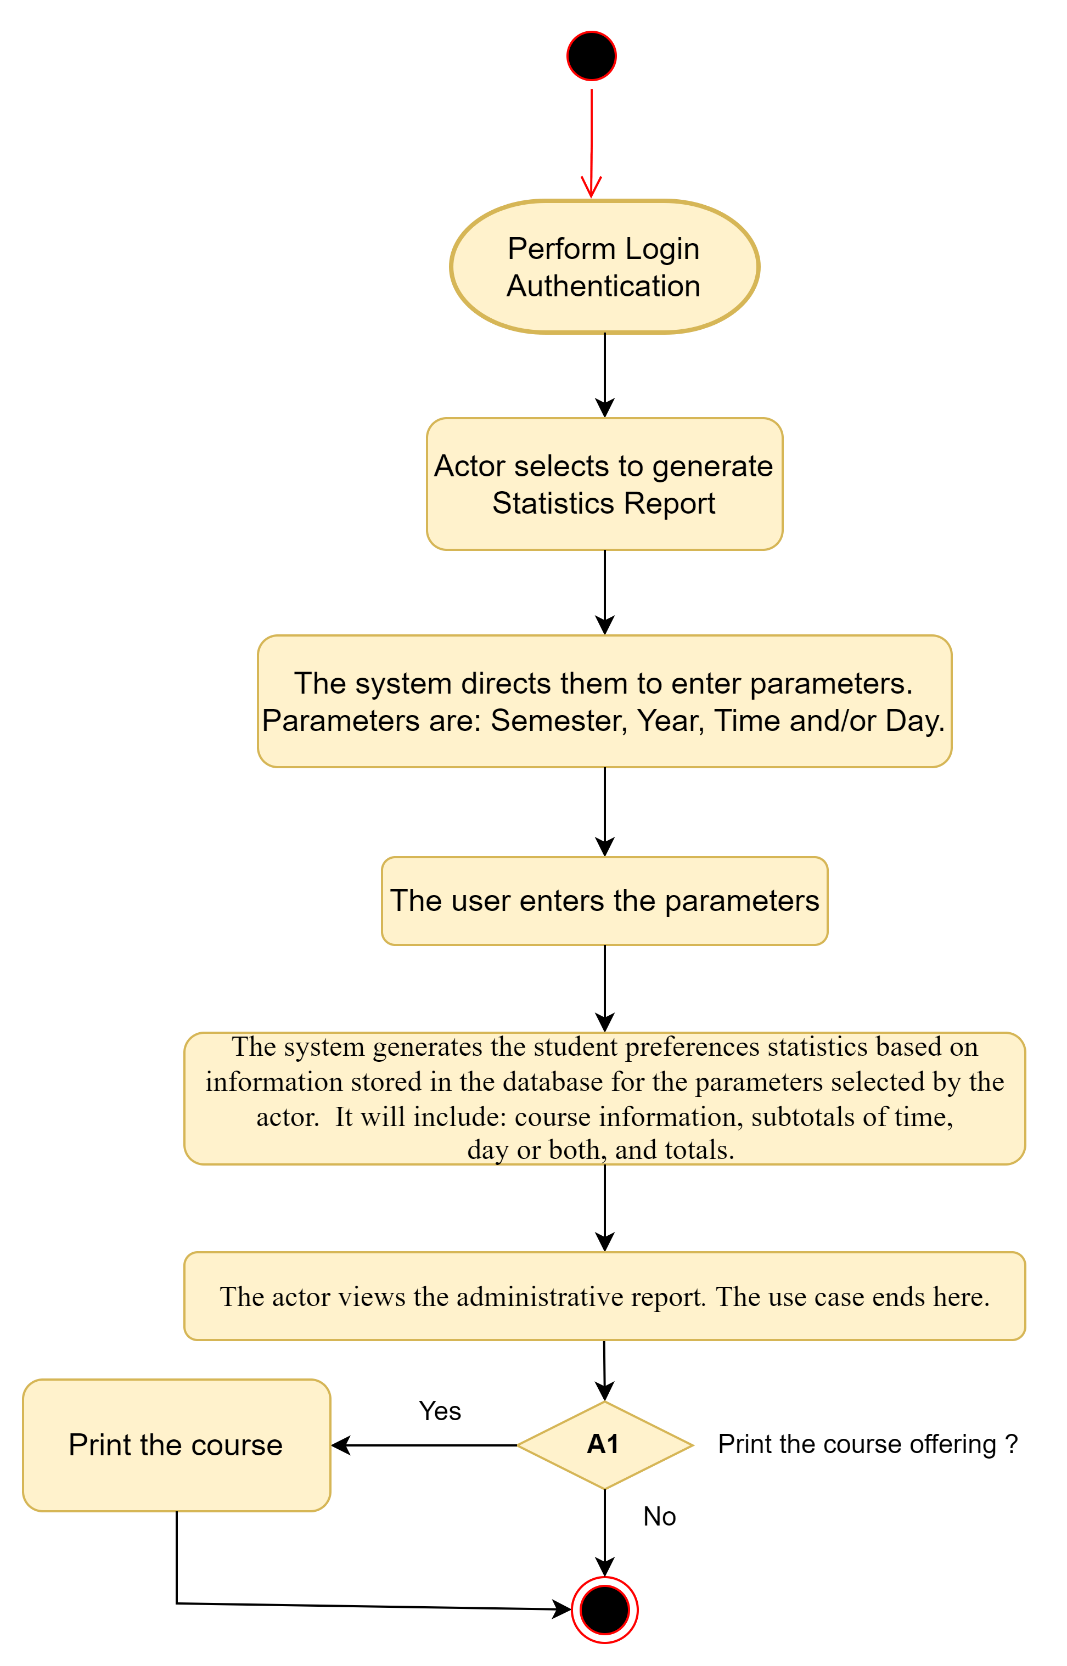 Perform Login
Authentication
Actor selects to generate
Statistics Report
The system directs them to enter parameters.
Parameters are: Semester, Year, Time and/or Day.
The user enters the parameters
The system generates the student preferences statistics based on
information stored in the database for the parameters selected by the
actor.  It will include: course information, subtotals of time,
day or both, and totals.
The actor views the administrative report. The use case ends here.
Yes
Print the course
A1
Print the course offering ?
No